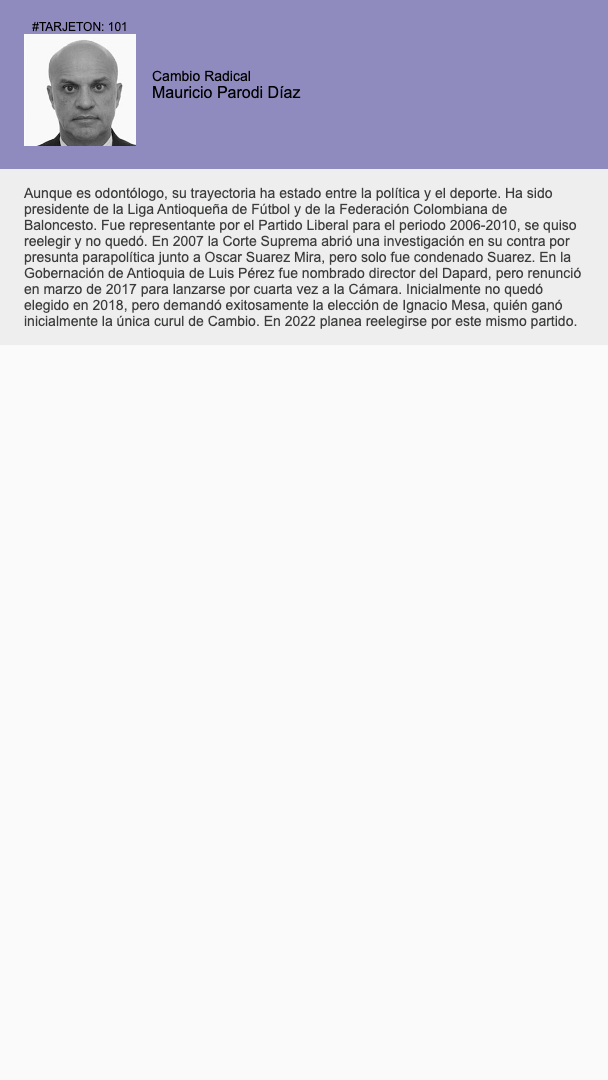 #TARJETON: 101
Cambio Radical
Mauricio Parodi Díaz
Aunque es odontólogo, su trayectoria ha estado entre la política y el deporte. Ha sido
presidente de la Liga Antioqueña de Fútbol y de la Federación Colombiana de
Baloncesto. Fue representante por el Partido Liberal para el periodo 2006-2010, se quiso
reelegir y no quedó. En 2007 la Corte Suprema abrió una investigación en su contra por
presunta parapolítica junto a Oscar Suarez Mira, pero solo fue condenado Suarez. En la
Gobernación de Antioquia de Luis Pérez fue nombrado director del Dapard, pero renunció
en marzo de 2017 para lanzarse por cuarta vez a la Cámara. Inicialmente no quedó
elegido en 2018, pero demandó exitosamente la elección de Ignacio Mesa, quién ganó
inicialmente la única curul de Cambio. En 2022 planea reelegirse por este mismo partido.